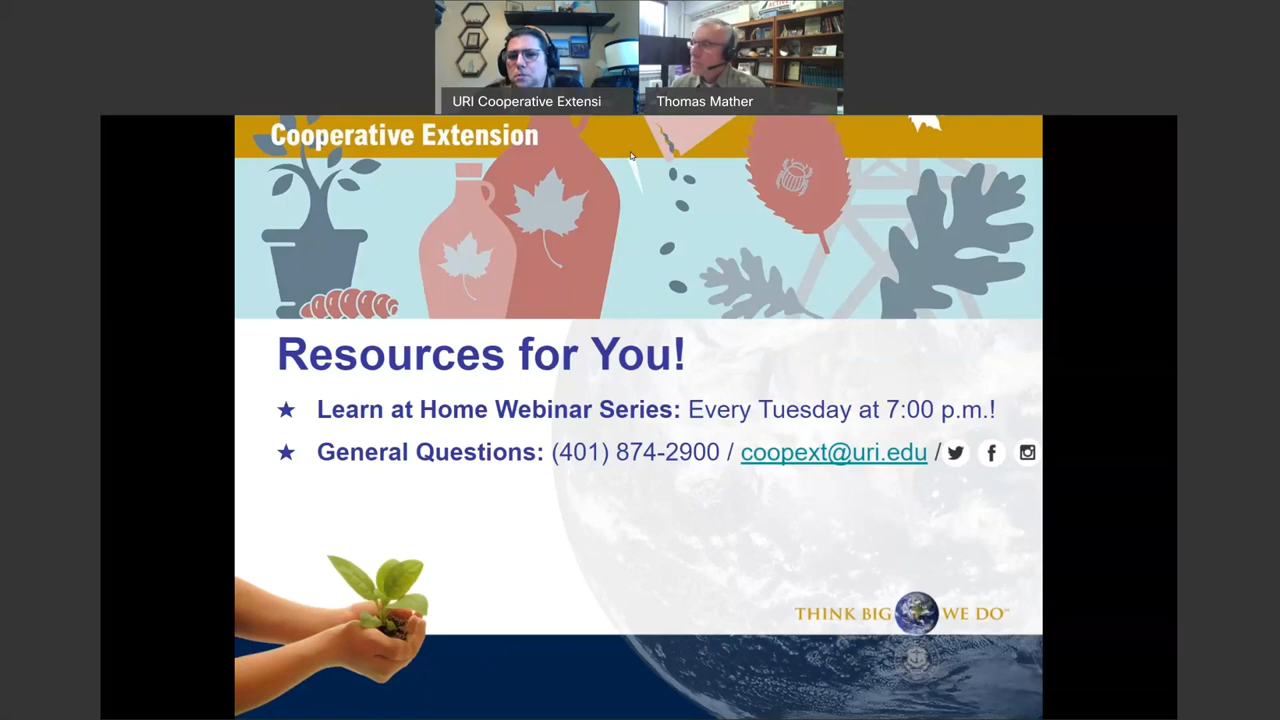 URI Cooperative Extensi
Thomas Mather
Cooperative Extension
Resources for You!
★ Learn at Home Webinar Series: Every Tuesday at 7:00 p.m.!
★ General Questions: (401) 874-2900 / coopext@uri.edu /
THINK BIG WE DO™